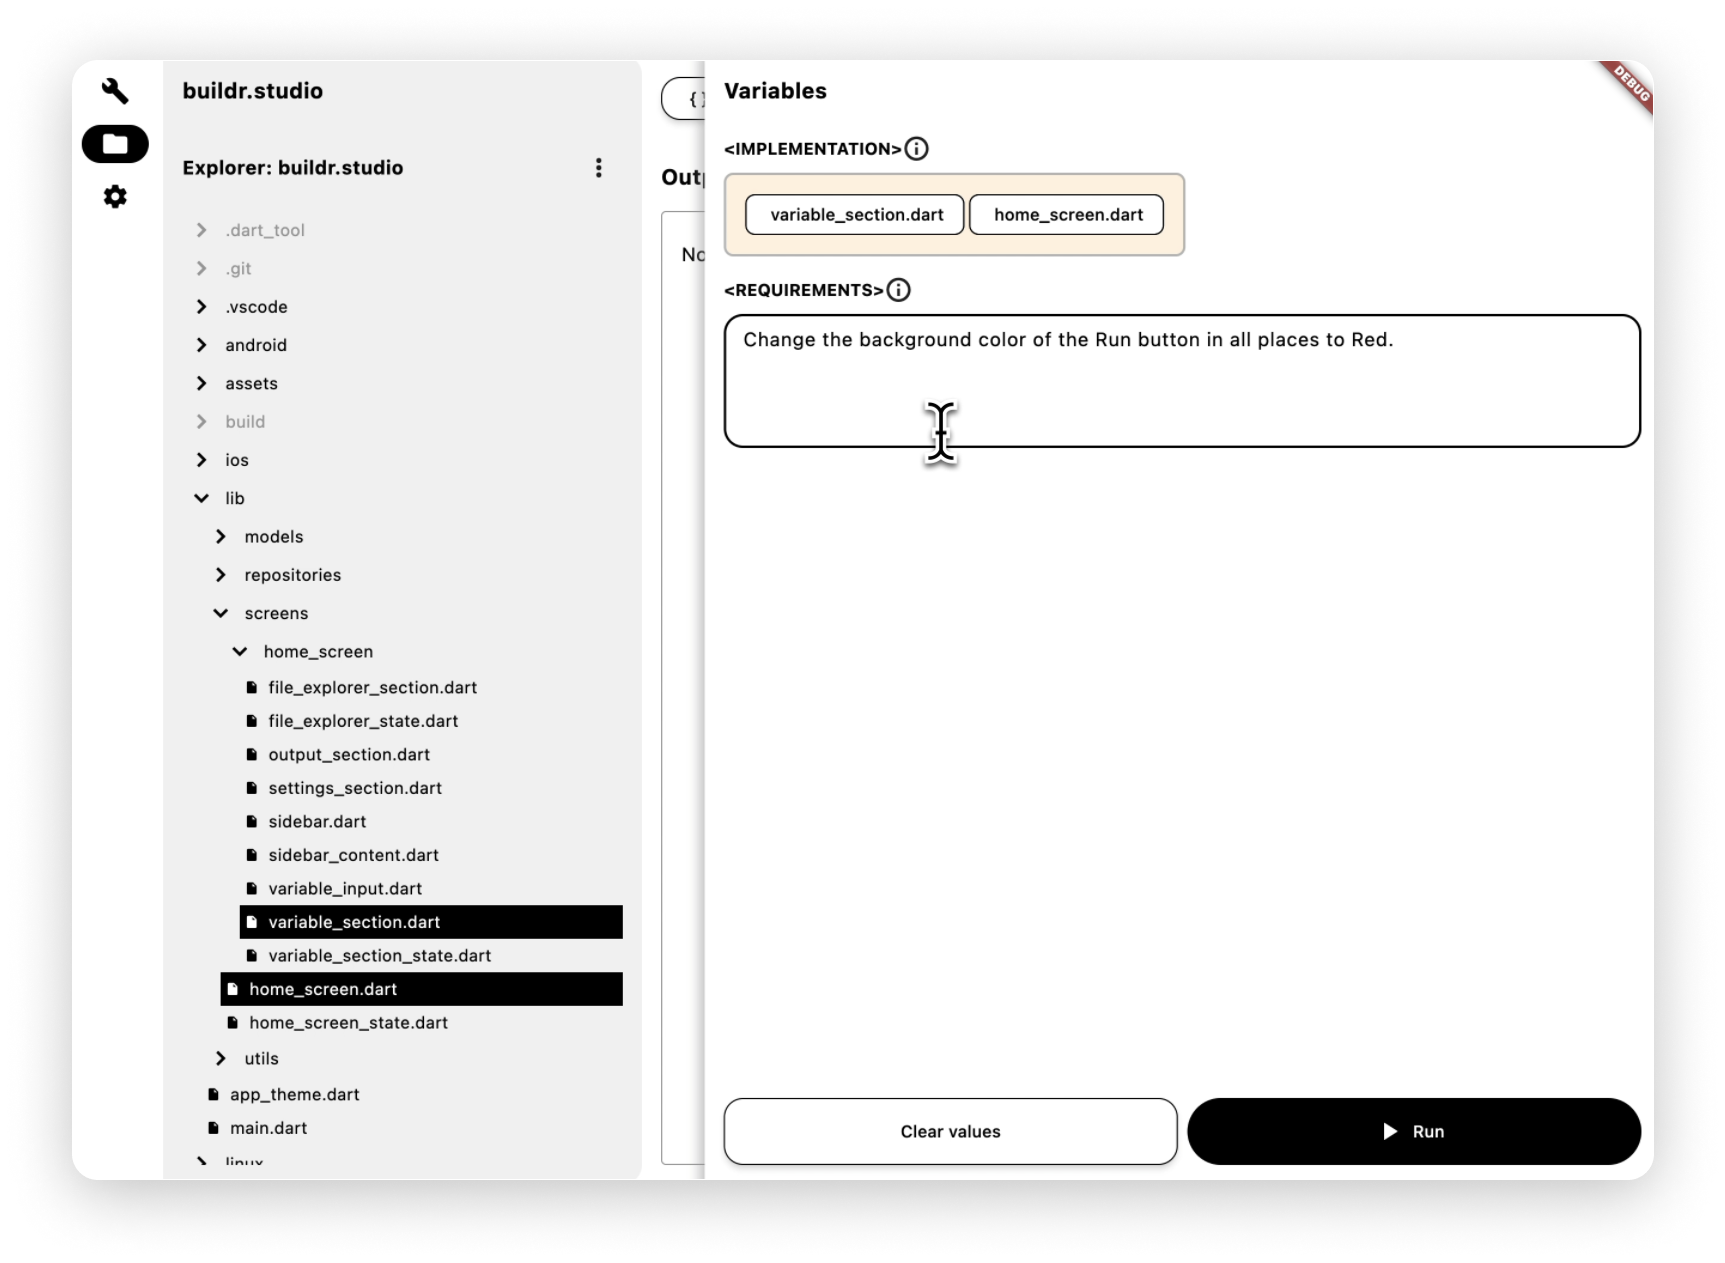 buildr.studio
Explorer: buildr.studio
.dart_tool
.git
.vscode
android
assets
build
ios
lib
models
repositories
screens
home_screen
file_explorer_section.dart
file_explorer_state.dart
output_section.dart
settings_section.dart
sidebar.dart
sidebar_content.dart
variable_input.dart
variable_section.dart
variable_section_state.dart
home_screen.dart
home_screen_state.dart
utils
app_theme.dart
main.dart
linux
{}
Variables
DEBUG
<IMPLEMENTATION>
variable_section.dart
home_screen.dart
<REQUIREMENTS>
Change the background color of the Run button in all places to Red.
Clear values
Run